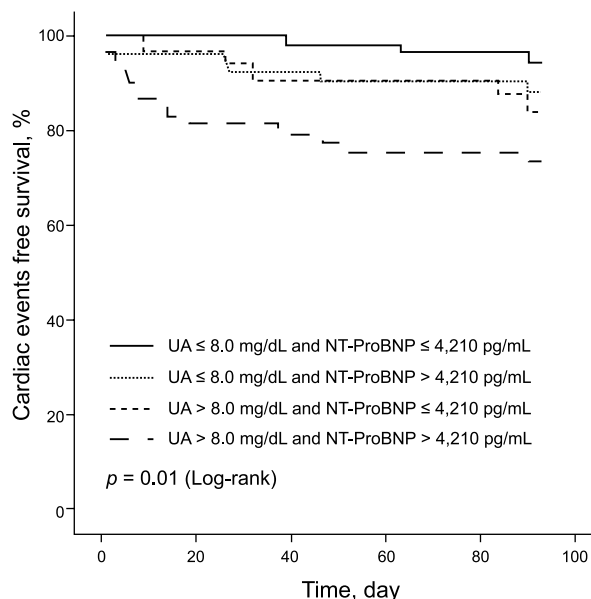 Cardiac events free survival, %
100
80
60
40
20
0
UA ≤ 8.0 mg/dL and NT-ProBNP ≤ 4,210 pg/mL
UA ≤ 8.0 mg/dL and NT-ProBNP > 4,210 pg/mL
UA > 8.0 mg/dL and NT-ProBNP ≤ 4,210 pg/mL
UA > 8.0 mg/dL and NT-ProBNP > 4,210 pg/mL
p = 0.01 (Log-rank)
0 20 40 60 80 100
Time, day